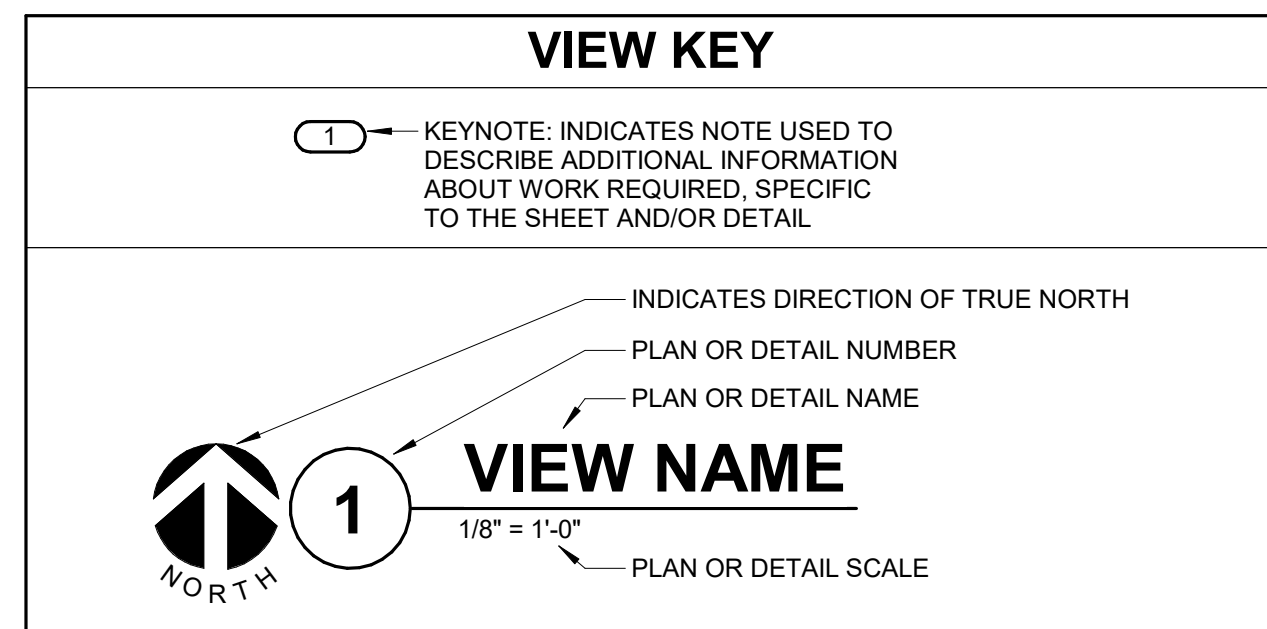 VIEW KEY
1
KEYNOTE: INDICATES NOTE USED TO
DESCRIBE ADDITIONAL INFORMATION
ABOUT WORK REQUIRED, SPECIFIC
TO THE SHEET AND/OR DETAIL
INDICATES DIRECTION OF TRUE NORTH
PLAN OR DETAIL NUMBER
PLAN OR DETAIL NAME
VIEW NAME
1
1/8" = 1'-0"
PLAN OR DETAIL SCALE
NORTH